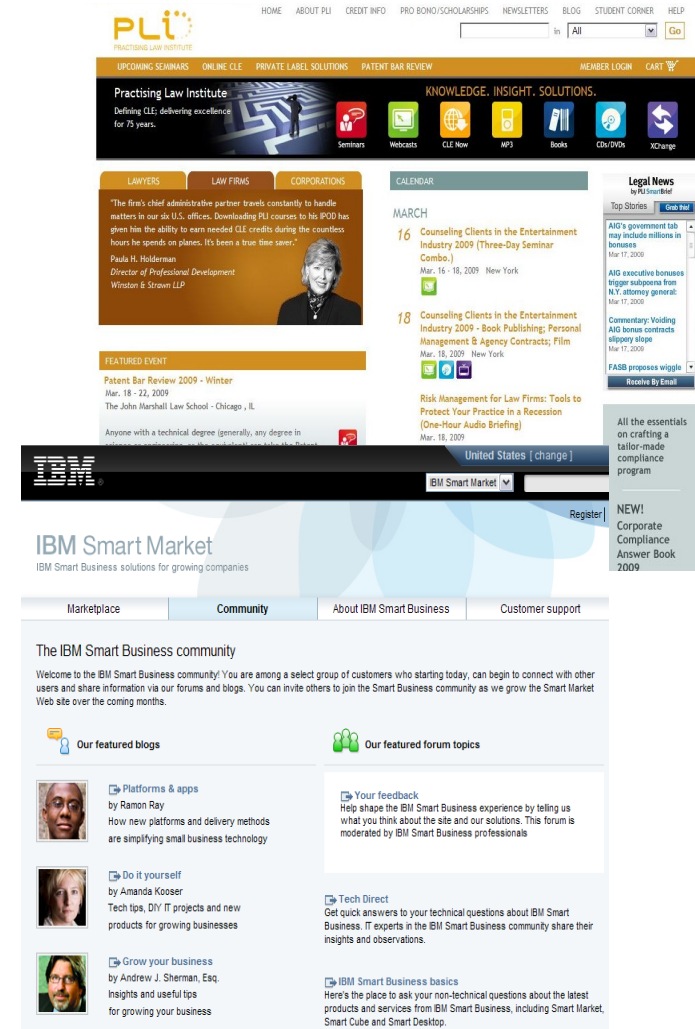 HOME ABOUT PLI CREDIT INFO PRO BONO/SCHOLARSHIPS NEWSLETTERS BLOG STUDENT CORNER HELP
PLI
PRACTISING LAW INSTITUTE
in All Go
UPCOMING SEMINARS ONLINE CLE PRIVATE LABEL SOLUTIONS PATENT BAR REVIEW MEMBER LOGIN CART
Practising Law Institute
Defining CLE; delivering excellence
for 75 years.
KNOWLEDGE. INSIGHT. SOLUTIONS.
Seminars Webcasts CLE Now MP3 Books CDs/DVDs XChange
LAWYERS LAW FIRMS CORPORATIONS
"The firm's chief administrative partner travels constantly to handle
matters in our six U.S. offices. Downloading PLI courses to his IPOD has
given him the ability to earn needed CLE credits during the countless
hours he spends on planes. It's been a true time saver."
Paula H. Holderman
Director of Professional Development
Winston & Strawn LLP
FEATURED EVENT
Patent Bar Review 2009 - Winter
Mar. 18 - 22, 2009
The John Marshall Law School - Chicago , IL
Anyone with a technical degree (generally, any degree in
CALENDAR
MARCH
16 Counseling Clients in the Entertainment
Industry 2009 (Three-Day Seminar
Combo.)
Mar. 16 - 18, 2009 New York
18 Counseling Clients in the Entertainment
Industry 2009 - Book Publishing; Personal
Management & Agency Contracts; Film
Mar. 18, 2009 New York
Risk Management for Law Firms: Tools to
Protect Your Practice in a Recession
(One-Hour Audio Briefing)
Mar. 18, 2009
Legal News
by PLI SmartBrief
Top Stories Grab this!
AIG's government tab
may include millions in
bonuses
Mar 17, 2009
AIG executive bonuses
trigger subpoena from
N.Y. attorney general:
Mar 17, 2009
Commentary: Voiding
AIG bonus contracts
slippery slope
Mar 17, 2009
FASB proposes wiggle
Receive By Email
All the essentials
on crafting a
tailor-made
compliance
program
NEW!
Corporate
Compliance
Answer Book
2009
IBM®
United States [ change ]
IBM Smart Market
Register
IBM Smart Market
IBM Smart Business solutions for growing companies
Marketplace Community About IBM Smart Business Customer support
The IBM Smart Business community
Welcome to the IBM Smart Business community! You are among a select group of customers who starting today, can begin to connect with other
users and share information via our forums and blogs. You can invite others to join the Smart Business community as we grow the Smart Market
Web site over the coming months.
Our featured blogs
Platforms & apps
by Ramon Ray
How new platforms and delivery methods
are simplifying small business technology
Do it yourself
by Amanda Kooser
Tech tips, DIY IT projects and new
products for growing businesses
Grow your business
by Andrew J. Sherman, Esq.
Insights and useful tips
for growing your business
Our featured forum topics
Your feedback
Help shape the IBM Smart Business experience by telling us
what you think about the site and our solutions. This forum is
moderated by IBM Smart Business professionals
Tech Direct
Get quick answers to your technical questions about IBM Smart
Business. IT experts in the IBM Smart Business community share their
insights and observations.
IBM Smart Business basics
Here's the place to ask your non-technical questions about the latest
products and services from IBM Smart Business, including Smart Market,
Smart Cube and Smart Desktop.